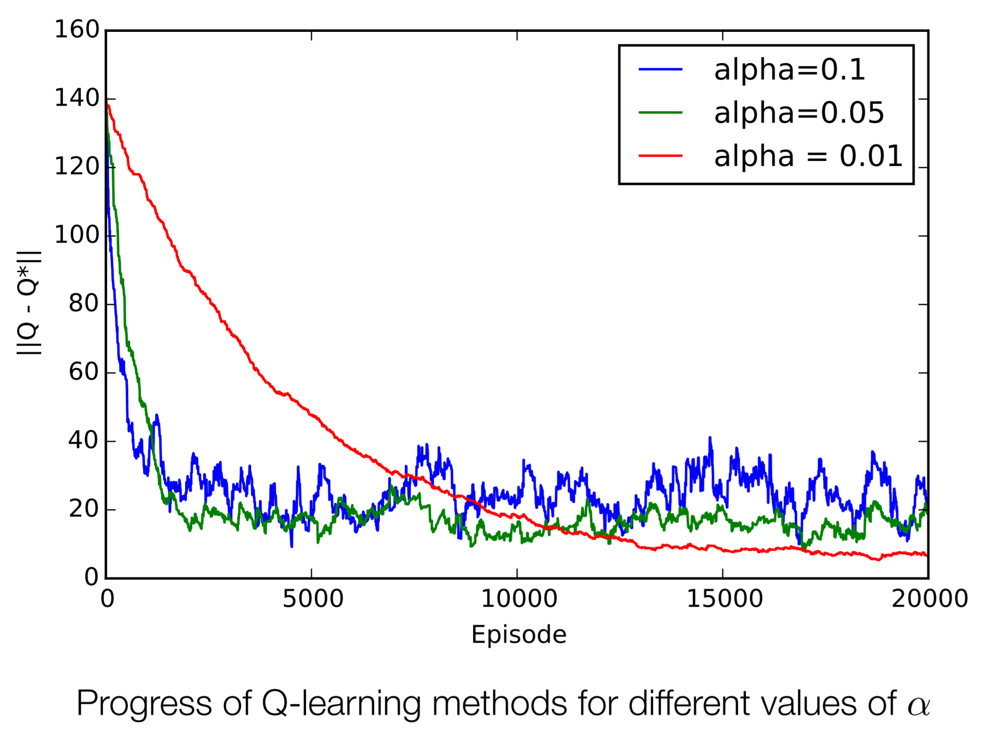 160
140
120
100
80
60
40
20
0
||Q - Q*||
alpha=0.1
alpha=0.05
alpha = 0.01
0 5000 10000 15000 20000
Episode
Progress of Q-learning methods for different values of α